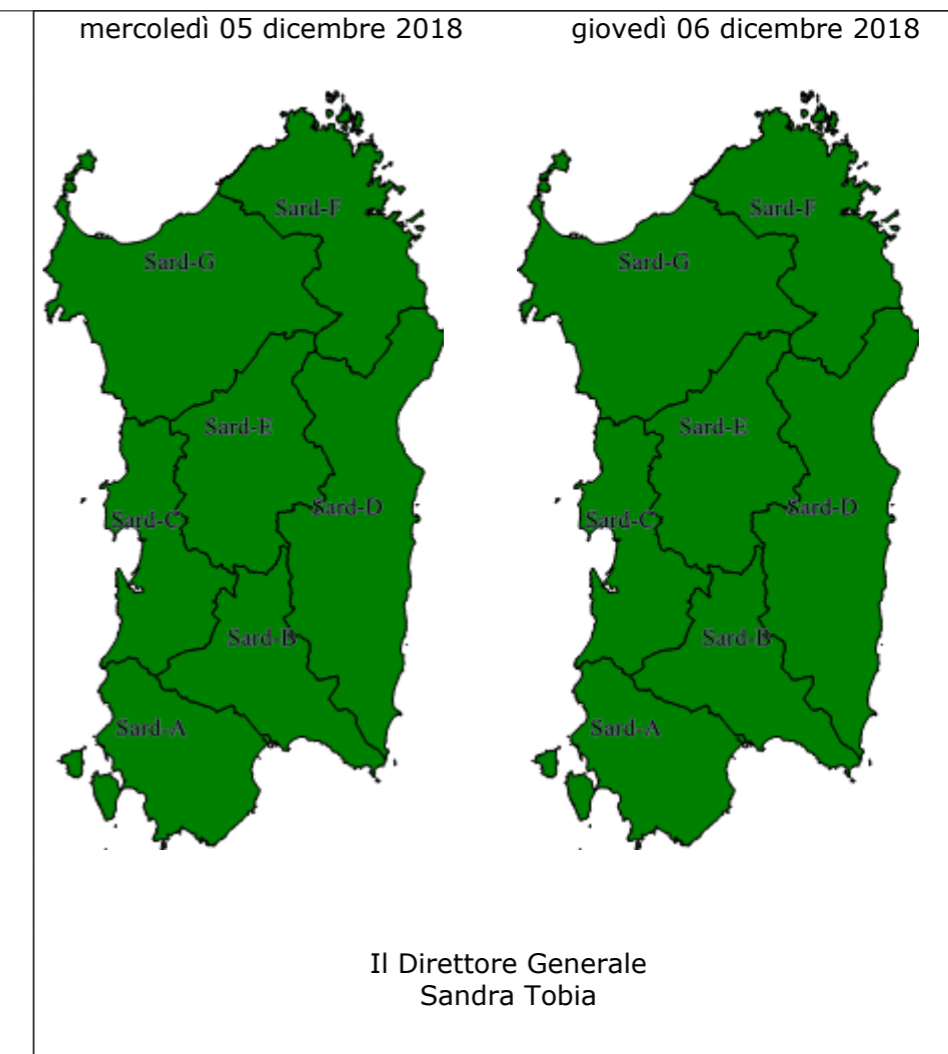 mercoledì 05 dicembre 2018
giovedì 06 dicembre 2018
Sard-F
Sard-G
Sard-E
Sard-D
Sard-C
Sard-B
Sard-A
Sard-F
Sard-G
Sard-E
Sard-D
Sard-C
Sard-B
Sard-A
Il Direttore Generale
Sandra Tobia